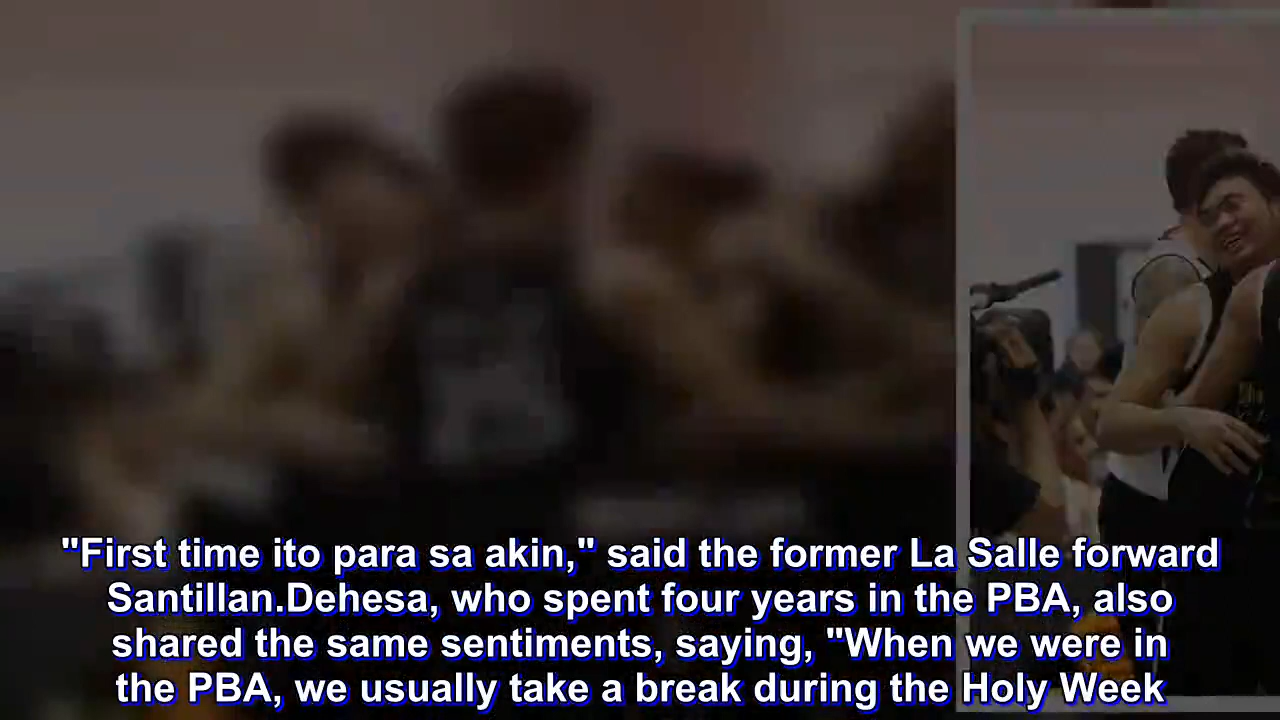 "First time ito para sa akin," said the former La Salle forward
Santillan.Dehesa, who spent four years in the PBA, also
shared the same sentiments, saying, "When we were in
the PBA, we usually take a break during the Holy Week